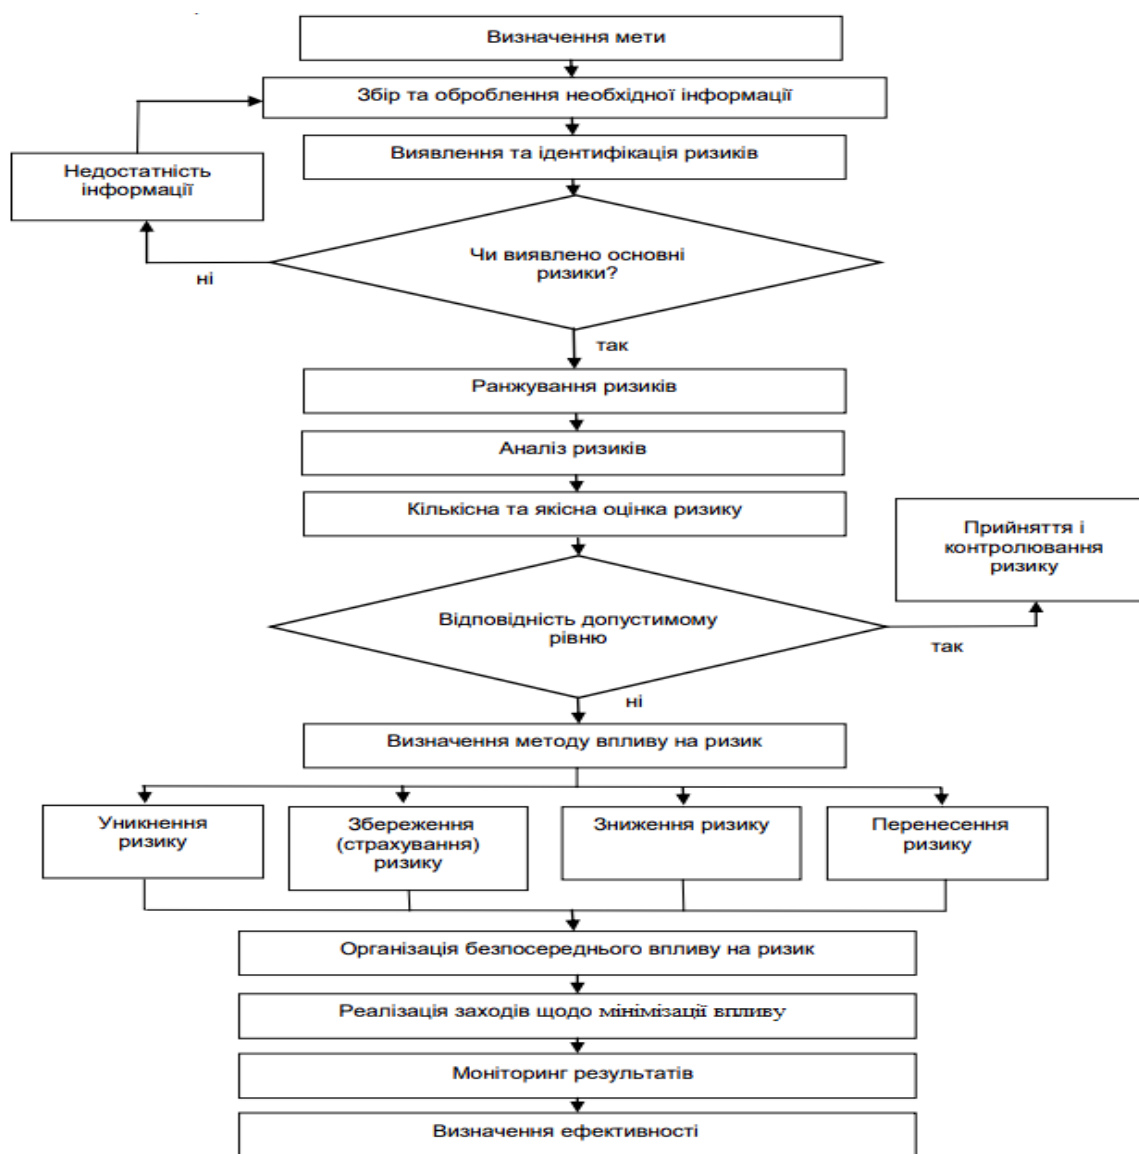 Визначення мети
Збір та оброблення необхідної інформації
Виявлення та ідентифікація ризиків
Недостатність
інформації
Чи виявлено основні
ризики?
ні
так
Ранжування ризиків
Аналіз ризиків
Кількісна та якісна оцінка ризику
Прийняття і
контролювання
ризику
Відповідність допустимому
рівню
так
ні
Визначення методу впливу на ризик
Уникнення
ризику
Збереження
(страхування)
ризику
Зниження ризику
Перенесення
ризику
Організація безпосереднього впливу на ризик
Реалізація заходів щодо мінімізації впливу
Моніторинг результатів
Визначення ефективності